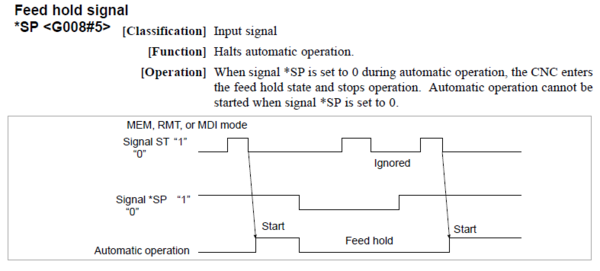 Feed hold signal
*SP <G008#5> [Classification] Input signal
[Function] Halts automatic operation.
[Operation] When signal *SP is set to 0 during automatic operation, the CNC enters
the feed hold state and stops operation. Automatic operation cannot be
started when signal *SP is set to 0.
MEM, RMT, or MDI mode
Signal ST “1”
“0”
Ignored
Signal *SP “1”
“0”
Start
Start
Feed hold
Automatic operation